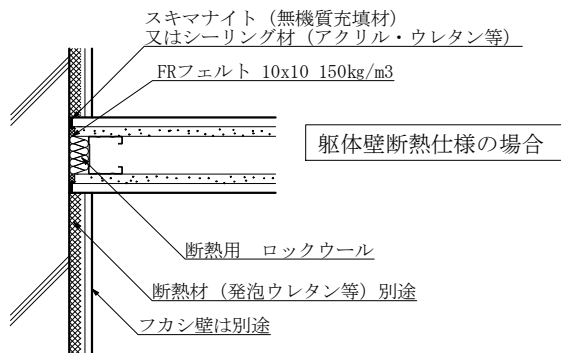 スキマナイト（無機質充填材）
又はシーリング材（アクリル・ウレタン等）
FRフェルト 10x10 150kg/m3
躯体壁断熱仕様の場合
断熱用　ロックウール
断熱材（発泡ウレタン等）別途
フカシ壁は別途